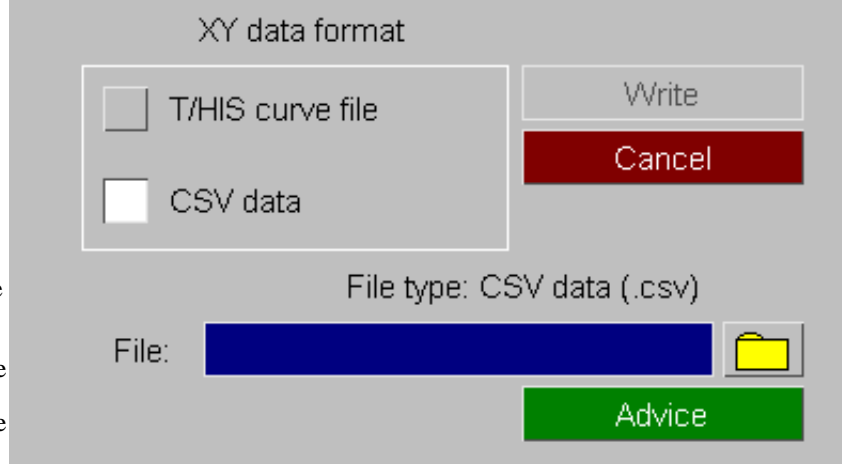 XY data format
T/HIS curve file
Write
Cancel
CSV data
File type: CSV data (.csv)
File:
Advice
e
e
e